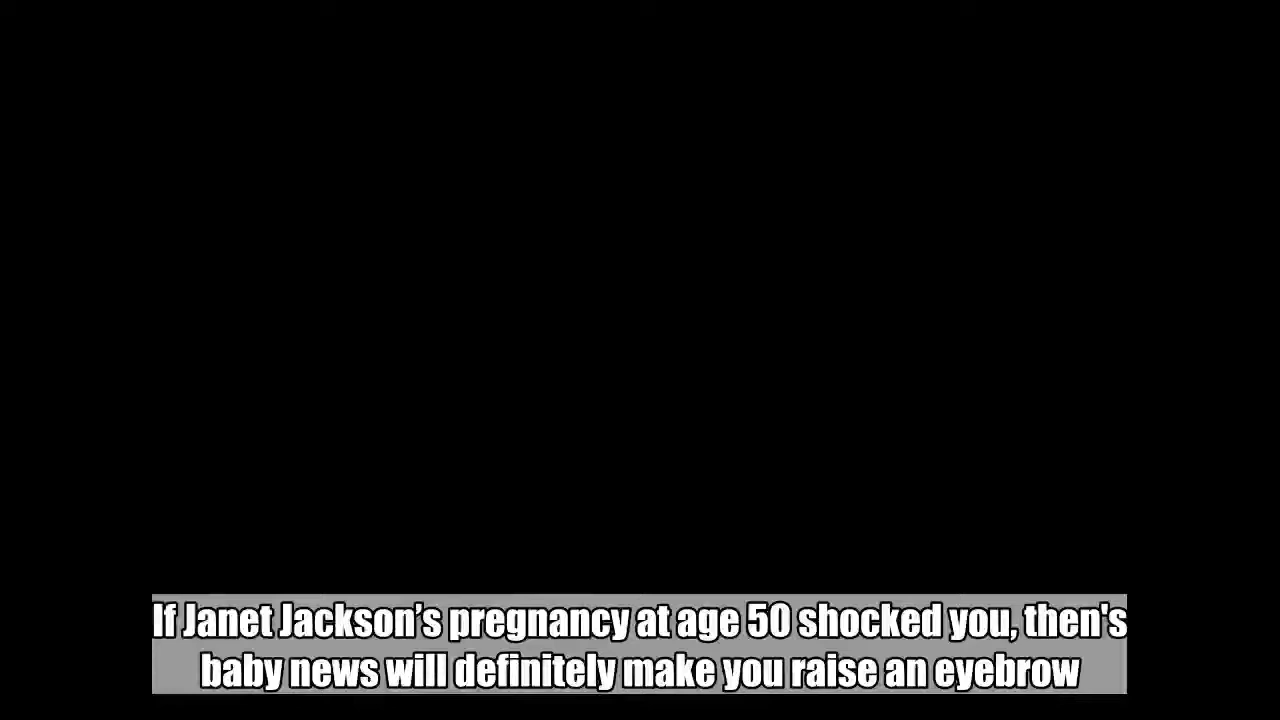 If Janet Jackson’s pregnancy at age 50 shocked you, then's
baby news will definitely make you raise an eyebrow